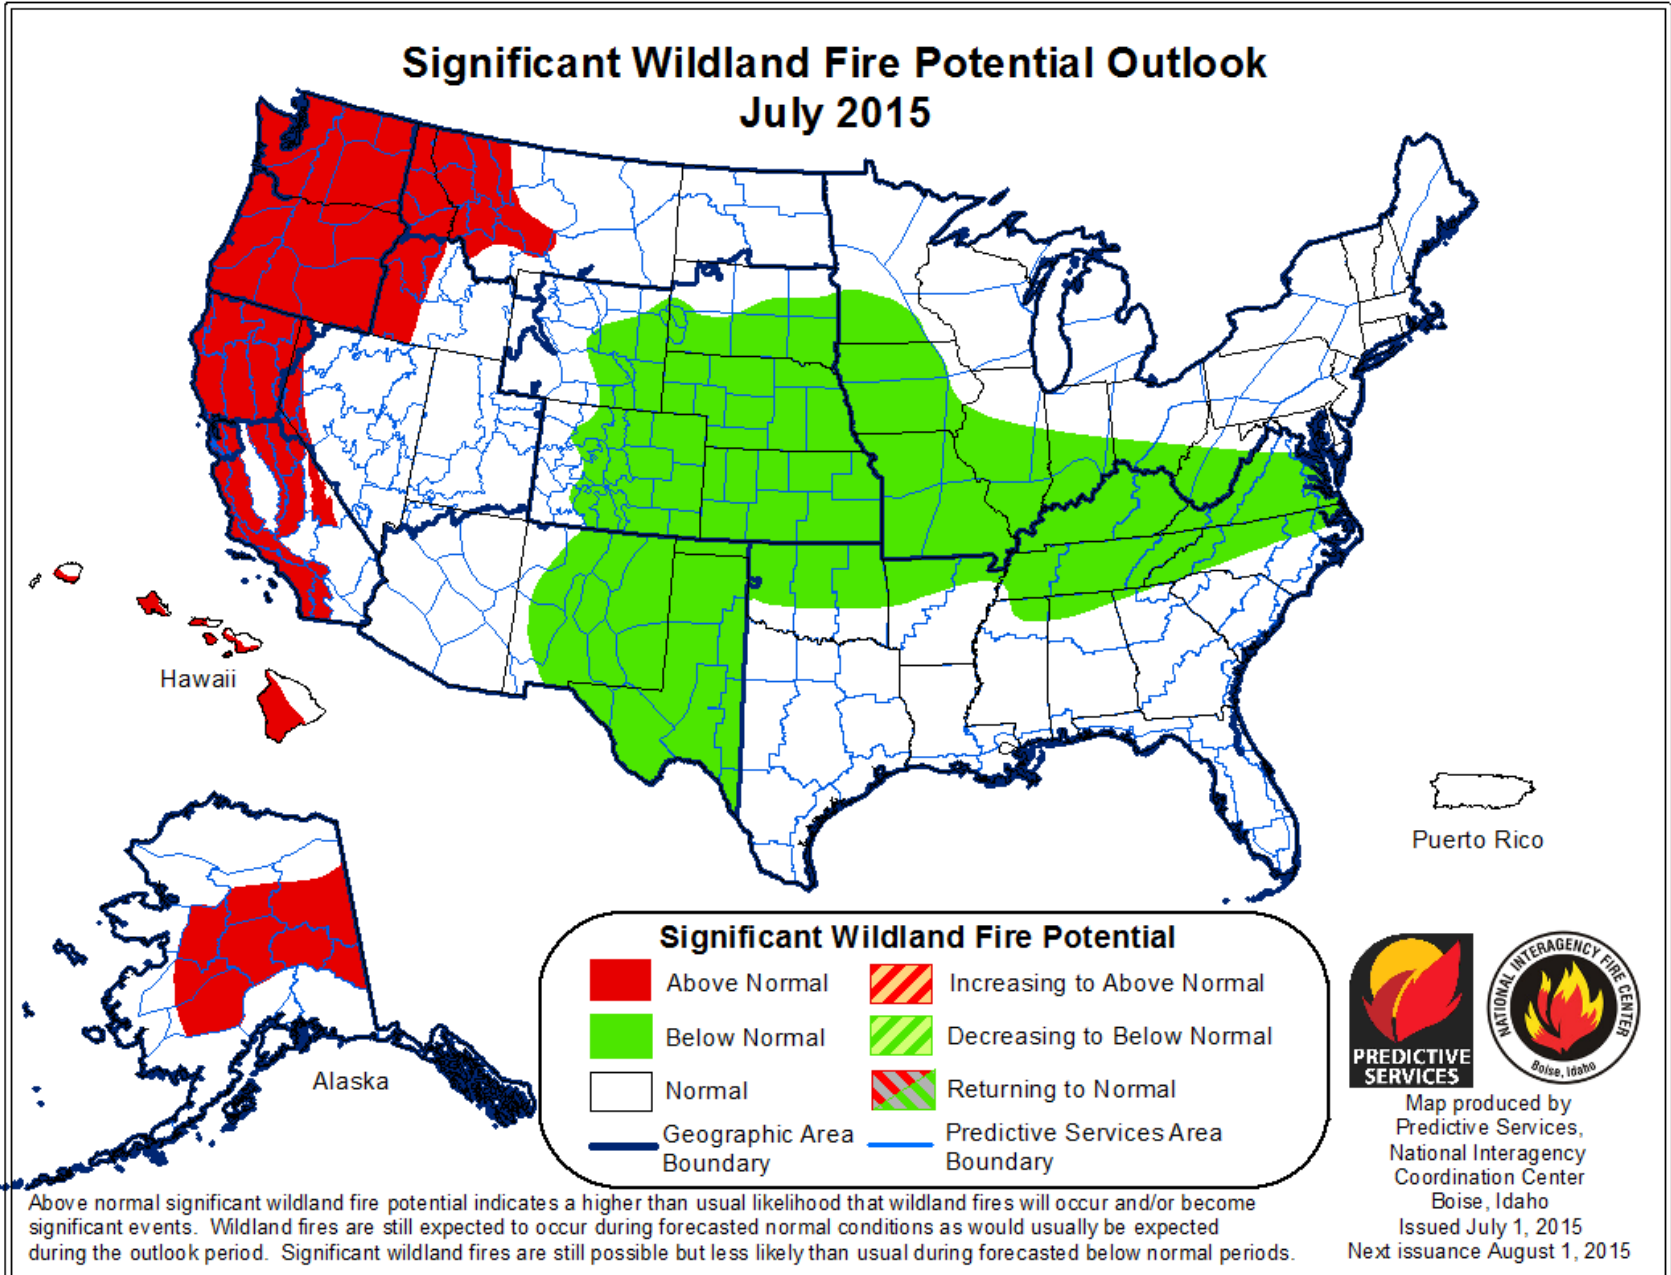 Significant Wildland Fire Potential Outlook
July 2015
Hawaii
Puerto Rico
Alaska
Significant Wildland Fire Potential
Above Normal
Increasing to Above Normal
Below Normal
Decreasing to Below Normal
Normal
Returning to Normal
Geographic Area
Boundary
Predictive Services Area
Boundary
PREDICTIVE
SERVICES
NATIONAL INTERAGENCY FIRE CENTER
Boise, Idaho
Map produced by
Predictive Services,
National Interagency
Coordination Center
Boise, Idaho
Issued July 1, 2015
Next issuance August 1, 2015
Above normal significant wildland fire potential indicates a higher than usual likelihood that wildland fires will occur and/or become
significant events.  Wildland fires are still expected to occur during forecasted normal conditions as would usually be expected
during the outlook period.  Significant wildland fires are still possible but less likely than usual during forecasted below normal periods.